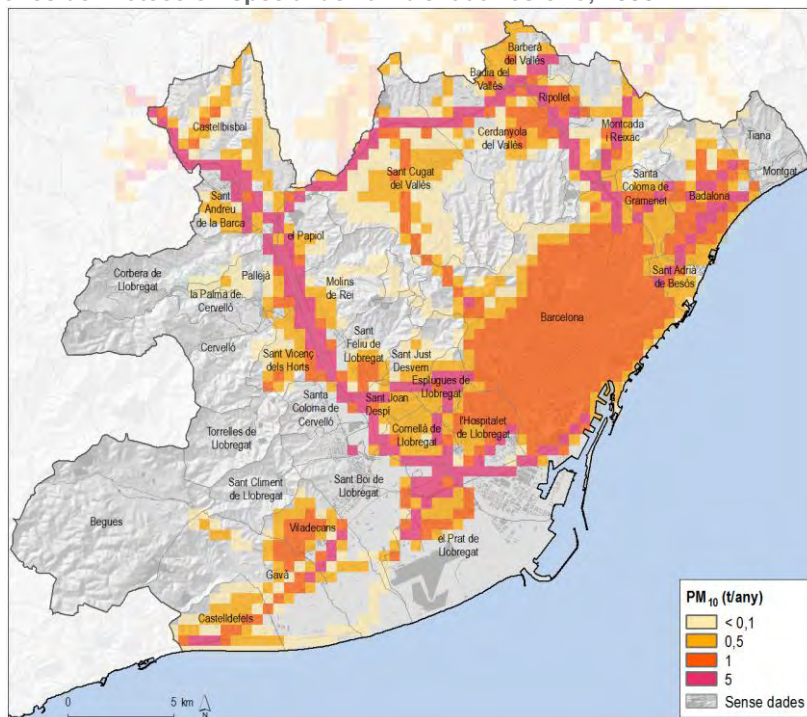 Barberà
del Vallés
Badia del
Vallés
Ripollet
Castellbisbal
Cerdanyola
del Vallés
Montcada
i Reixac
Tiana
Montgat
Sant Cugat
del Vallés
Santa
Coloma de
Gramenet
Badalona
Sant
Andreu
de la Barca
el Papiol
Sant Adrià
de Besòs
Corbera de
Llobregat
Pallejà
la Palma de
Cervelló
Molins
de Rei
Barcelona
Cervelló
Sant
Feliu de
Llobregat
Sant Vicenç
dels Horts
Sant Just
Desvern
Esplugues de
Llobregat
Santa
Coloma de
Cervelló
Sant Joan
Despí
Cornellà de
Llobregat
l'Hospitalet
de Llobregat
Torrelles de
Llobregat
Sant Climent
de Llobregat
Sant Boi de
Llobregat
Begues
Viladecans
el Prat de
Llobregat
Gavà
Castelldefels
PM10 (t/any)
< 0,1
0,5
1
5
Sense dades
0 5 km
N